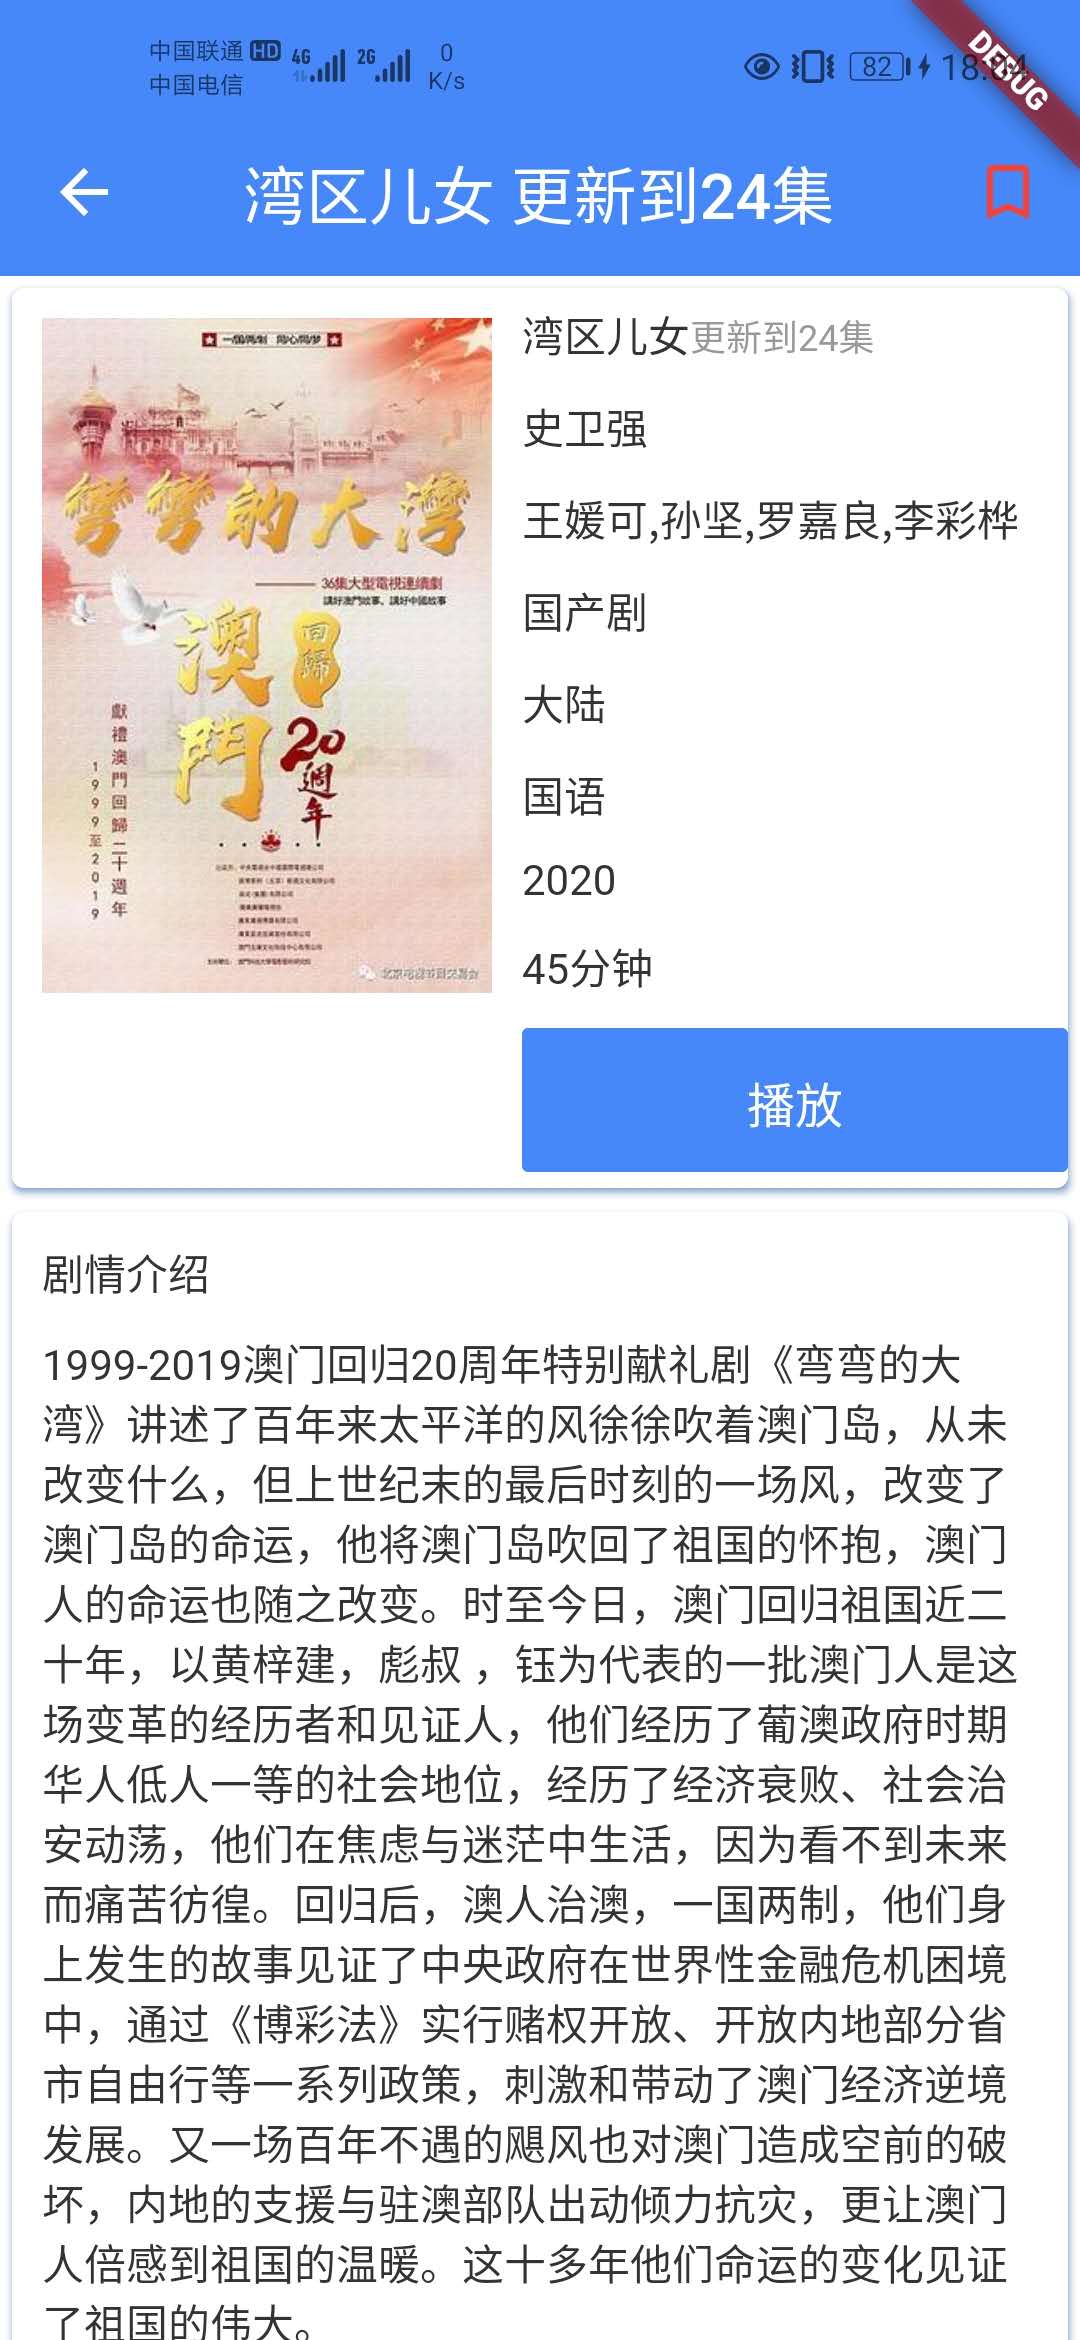 中国联通 HD 4G 2G 0
中国电信 K/s
82 18:04
DEBUG
湾区儿女 更新到24集
一国两制 同心同梦
彎彎的大灣
36集大型電視連續劇
講好澳門故事、講好中國故事
澳門
回歸
20
週年
獻禮澳門回歸二十週年
1999至2019
北京电视节目交易会
湾区儿女更新到24集
史卫强
王媛可,孙坚,罗嘉良,李彩桦
国产剧
大陆
国语
2020
45分钟
播放
剧情介绍
1999-2019澳门回归20周年特别献礼剧《弯弯的大
湾》讲述了百年来太平洋的风徐徐吹着澳门岛，从未
改变什么，但上世纪末的最后时刻的一场风，改变了
澳门岛的命运，他将澳门岛吹回了祖国的怀抱，澳门
人的命运也随之改变。时至今日，澳门回归祖国近二
十年，以黄梓建，彪叔 ，钰为代表的一批澳门人是这
场变革的经历者和见证人，他们经历了葡澳政府时期
华人低人一等的社会地位，经历了经济衰败、社会治
安动荡，他们在焦虑与迷茫中生活，因为看不到未来
而痛苦彷徨。回归后，澳人治澳，一国两制，他们身
上发生的故事见证了中央政府在世界性金融危机困境
中，通过《博彩法》实行赌权开放、开放内地部分省
市自由行等一系列政策，刺激和带动了澳门经济逆境
发展。又一场百年不遇的飓风也对澳门造成空前的破
坏，内地的支援与驻澳部队出动倾力抗灾，更让澳门
人倍感到祖国的温暖。这十多年他们命运的变化见证
了祖国的伟大。